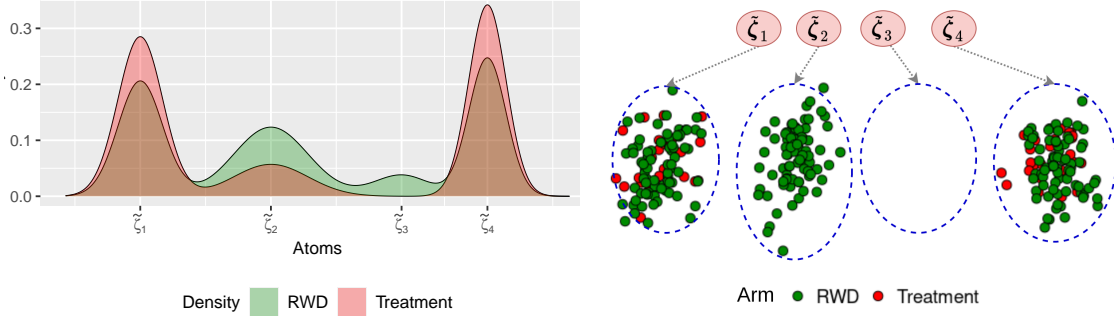 0.3
0.2
0.1
0.0
ζ̃1 ζ̃2 ζ̃3 ζ̃4
Atoms
Density RWD Treatment
ζ̃1 ζ̃2 ζ̃3 ζ̃4
Arm RWD Treatment